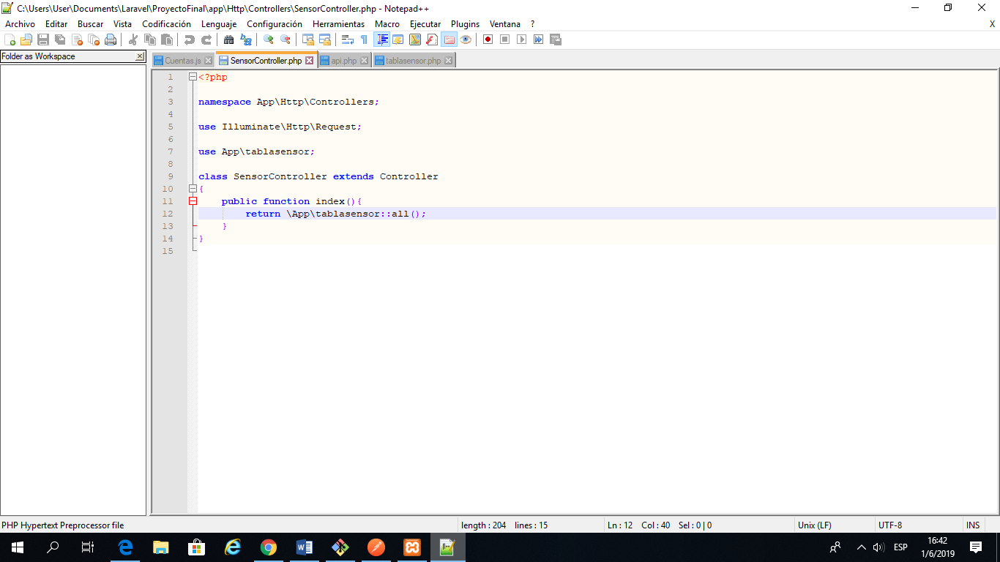 C:\Users\User\Documents\Laravel\ProyectoFinal\app\Http\Controllers\SensorController.php - Notepad++
Archivo Editar Buscar Vista Codificación Lenguaje Configuración Herramientas Macro Ejecutar Plugins Ventana ? X
Folder as Workspace
Cuentas.js SensorController.php api.php tablasensor.php
1 <?php
2
3 namespace App\Http\Controllers;
4
5 use Illuminate\Http\Request;
6
7 use App\tablasensor;
8
9 class SensorController extends Controller
10 {
11     public function index(){
12         return \App\tablasensor::all();
13     }
14 }
15
PHP Hypertext Preprocessor file length : 204 lines : 15 Ln : 12 Col : 40 Sel : 0 | 0 Unix (LF) UTF-8 INS
ESP
16:42
1/6/2019